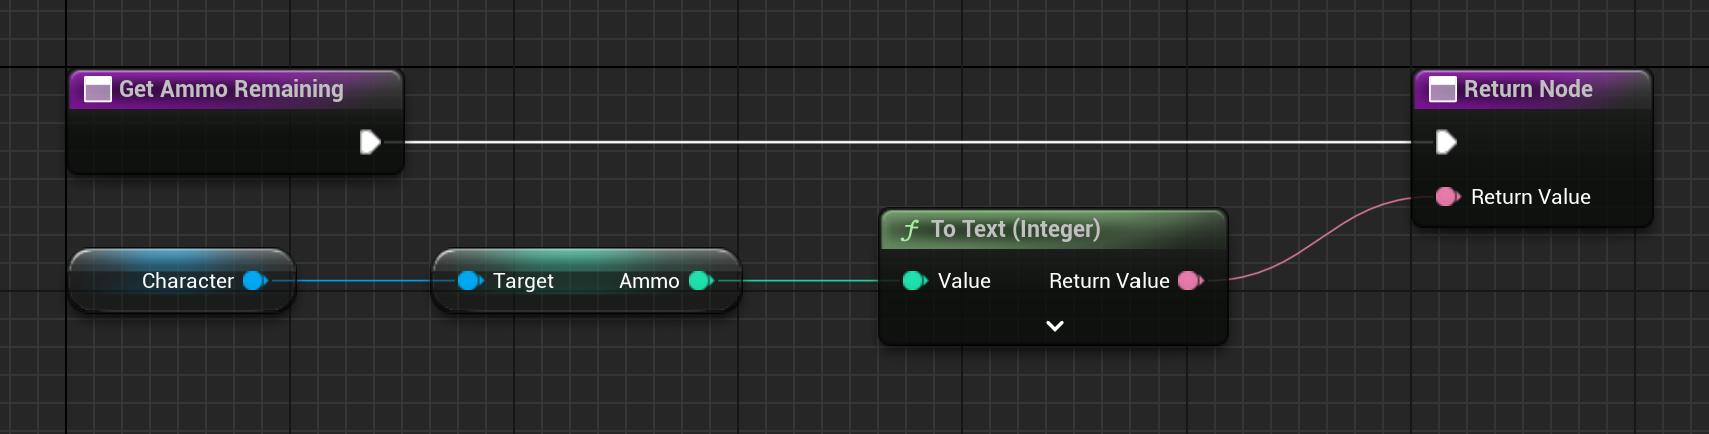 Get Ammo Remaining
Return Node
Return Value
Character
Target
Ammo
To Text (Integer)
Value
Return Value